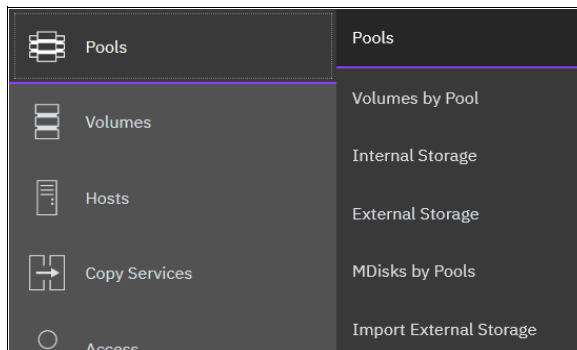 Pools
Volumes
Hosts
Copy Services
Access
Pools
Volumes by Pool
Internal Storage
External Storage
MDisks by Pools
Import External Storage